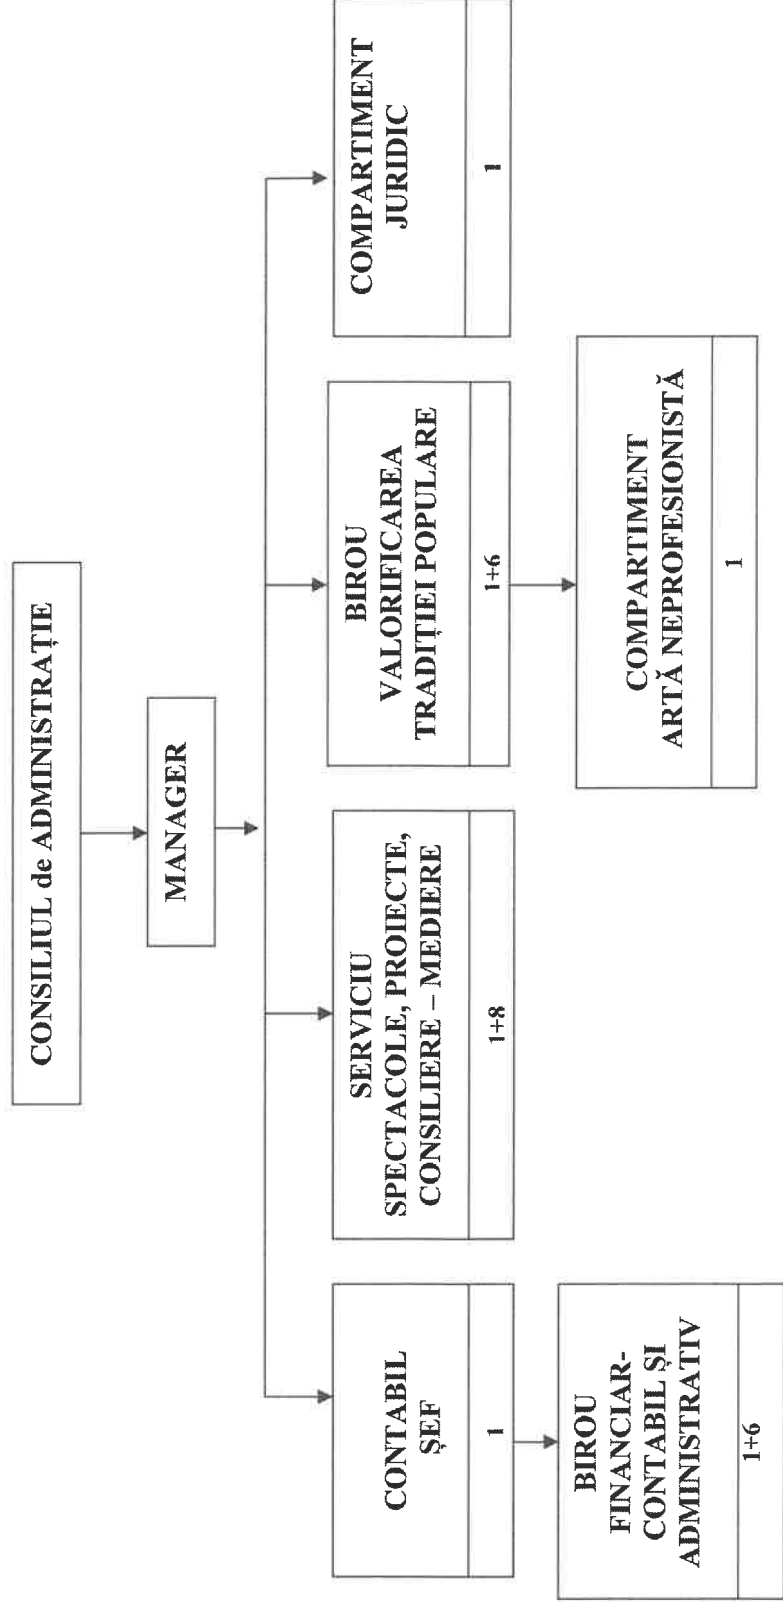 CONSILIUL de ADMINISTRAȚIE
MANAGER
CONTABIL
ȘEF
1
SERVICIU
SPECTACOLE, PROIECTE,
CONSILIERE – MEDIERE
1+8
BIROU
VALORIFICAREA
TRADIȚIEI POPULARE
1+6
COMPARTIMENT
JURIDIC
1
BIROU
FINANCIAR-
CONTABIL ȘI
ADMINISTRATIV
1+6
COMPARTIMENT
ARTĂ NEPROFESIONISTĂ
1